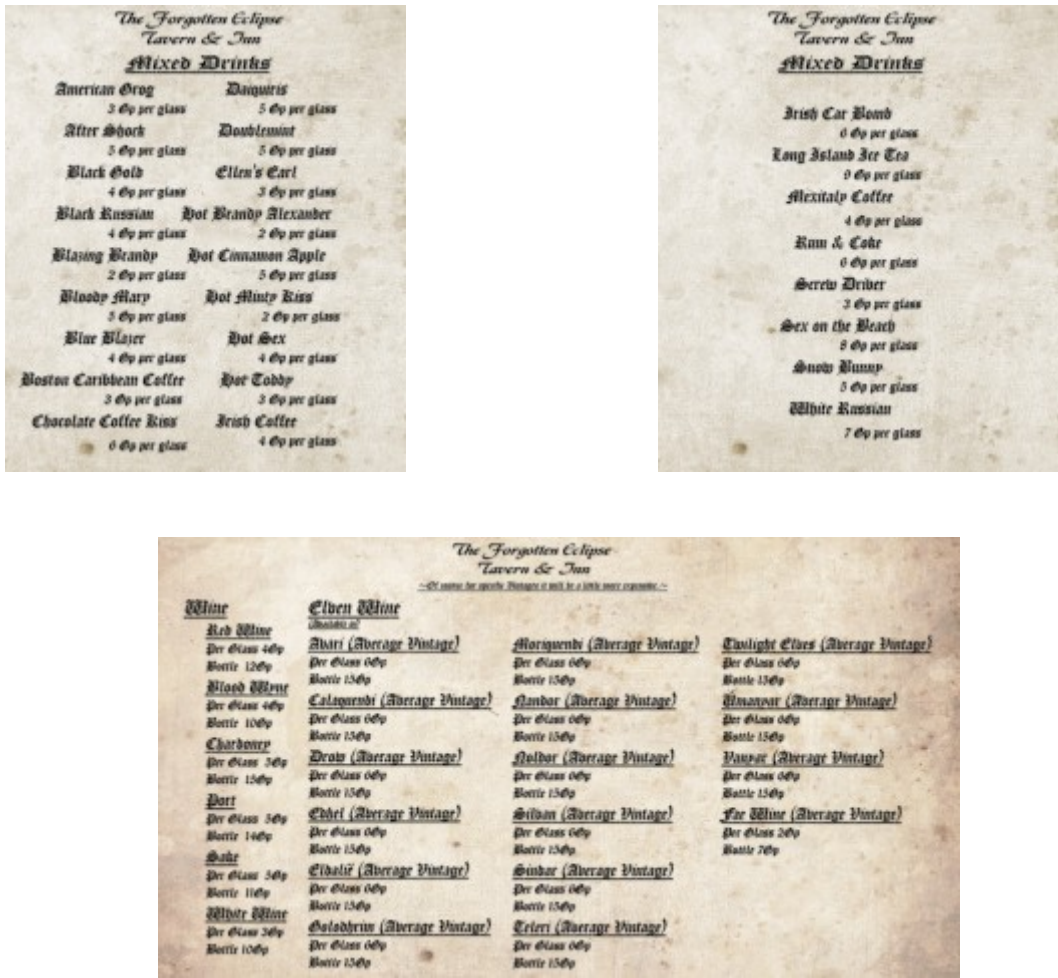 The Forgotten Eclipse
Tavern & Inn
Mixed Drinks
American Grog
3 Gp per glass
After Shock
5 Gp per glass
Black Gold
4 Gp per glass
Black Russian
4 Gp per glass
Blazing Brandy
2 Gp per glass
Bloody Mary
5 Gp per glass
Blue Blazer
4 Gp per glass
Boston Caribbean Coffee
3 Gp per glass
Chocolate Coffee Kiss
6 Gp per glass
Daiquiris
5 Gp per glass
Doublemint
5 Gp per glass
Ellen's Earl
3 Gp per glass
Hot Brandy Alexander
2 Gp per glass
Hot Cinnamon Apple
5 Gp per glass
Hot Minty Kiss
2 Gp per glass
Hot Sex
4 Gp per glass
Hot Toddy
3 Gp per glass
Irish Coffee
4 Gp per glass
The Forgotten Eclipse
Tavern & Inn
Mixed Drinks
Irish Car Bomb
6 Gp per glass
Long Island Ice Tea
9 Gp per glass
Mexitaly Coffee
4 Gp per glass
Rum & Coke
6 Gp per glass
Screw Driver
3 Gp per glass
Sex on the Beach
8 Gp per glass
Snow Bunny
5 Gp per glass
White Russian
7 Gp per glass
The Forgotten Eclipse
Tavern & Inn
~Of course for specific Vintages it will be a little more expensive ~
Wine
Red Wine
Per Glass 4Gp
Bottle 12Gp
Blood Wyne
Per Glass 4Gp
Bottle 10Gp
Chardoney
Per Glass 5Gp
Bottle 15Gp
Port
Per Glass 5Gp
Bottle 14Gp
Sake
Per Glass 5Gp
Bottle 11Gp
White Wine
Per Glass 3Gp
Bottle 10Gp
Elven Wine
Avari (Average Vintage)
Per Glass 6Gp
Bottle 15Gp
Calaquendi (Average Vintage)
Per Glass 6Gp
Bottle 15Gp
Drow (Average Vintage)
Per Glass 6Gp
Bottle 15Gp
Edhel (Average Vintage)
Per Glass 6Gp
Bottle 15Gp
Eldalië (Average Vintage)
Per Glass 6Gp
Bottle 15Gp
Golodhrim (Average Vintage)
Per Glass 6Gp
Bottle 15Gp
Moriquendi (Average Vintage)
Per Glass 6Gp
Bottle 15Gp
Nandor (Average Vintage)
Per Glass 6Gp
Bottle 15Gp
Noldor (Average Vintage)
Per Glass 6Gp
Bottle 15Gp
Silvan (Average Vintage)
Per Glass 6Gp
Bottle 15Gp
Sindar (Average Vintage)
Per Glass 6Gp
Bottle 15Gp
Teleri (Average Vintage)
Per Glass 6Gp
Bottle 15Gp
Twilight Elves (Average Vintage)
Per Glass 6Gp
Bottle 15Gp
Umanyar (Average Vintage)
Per Glass 6Gp
Bottle 15Gp
Vanyar (Average Vintage)
Per Glass 6Gp
Bottle 15Gp
Fae Wine (Average Vintage)
Per Glass 2Gp
Bottle 7Gp